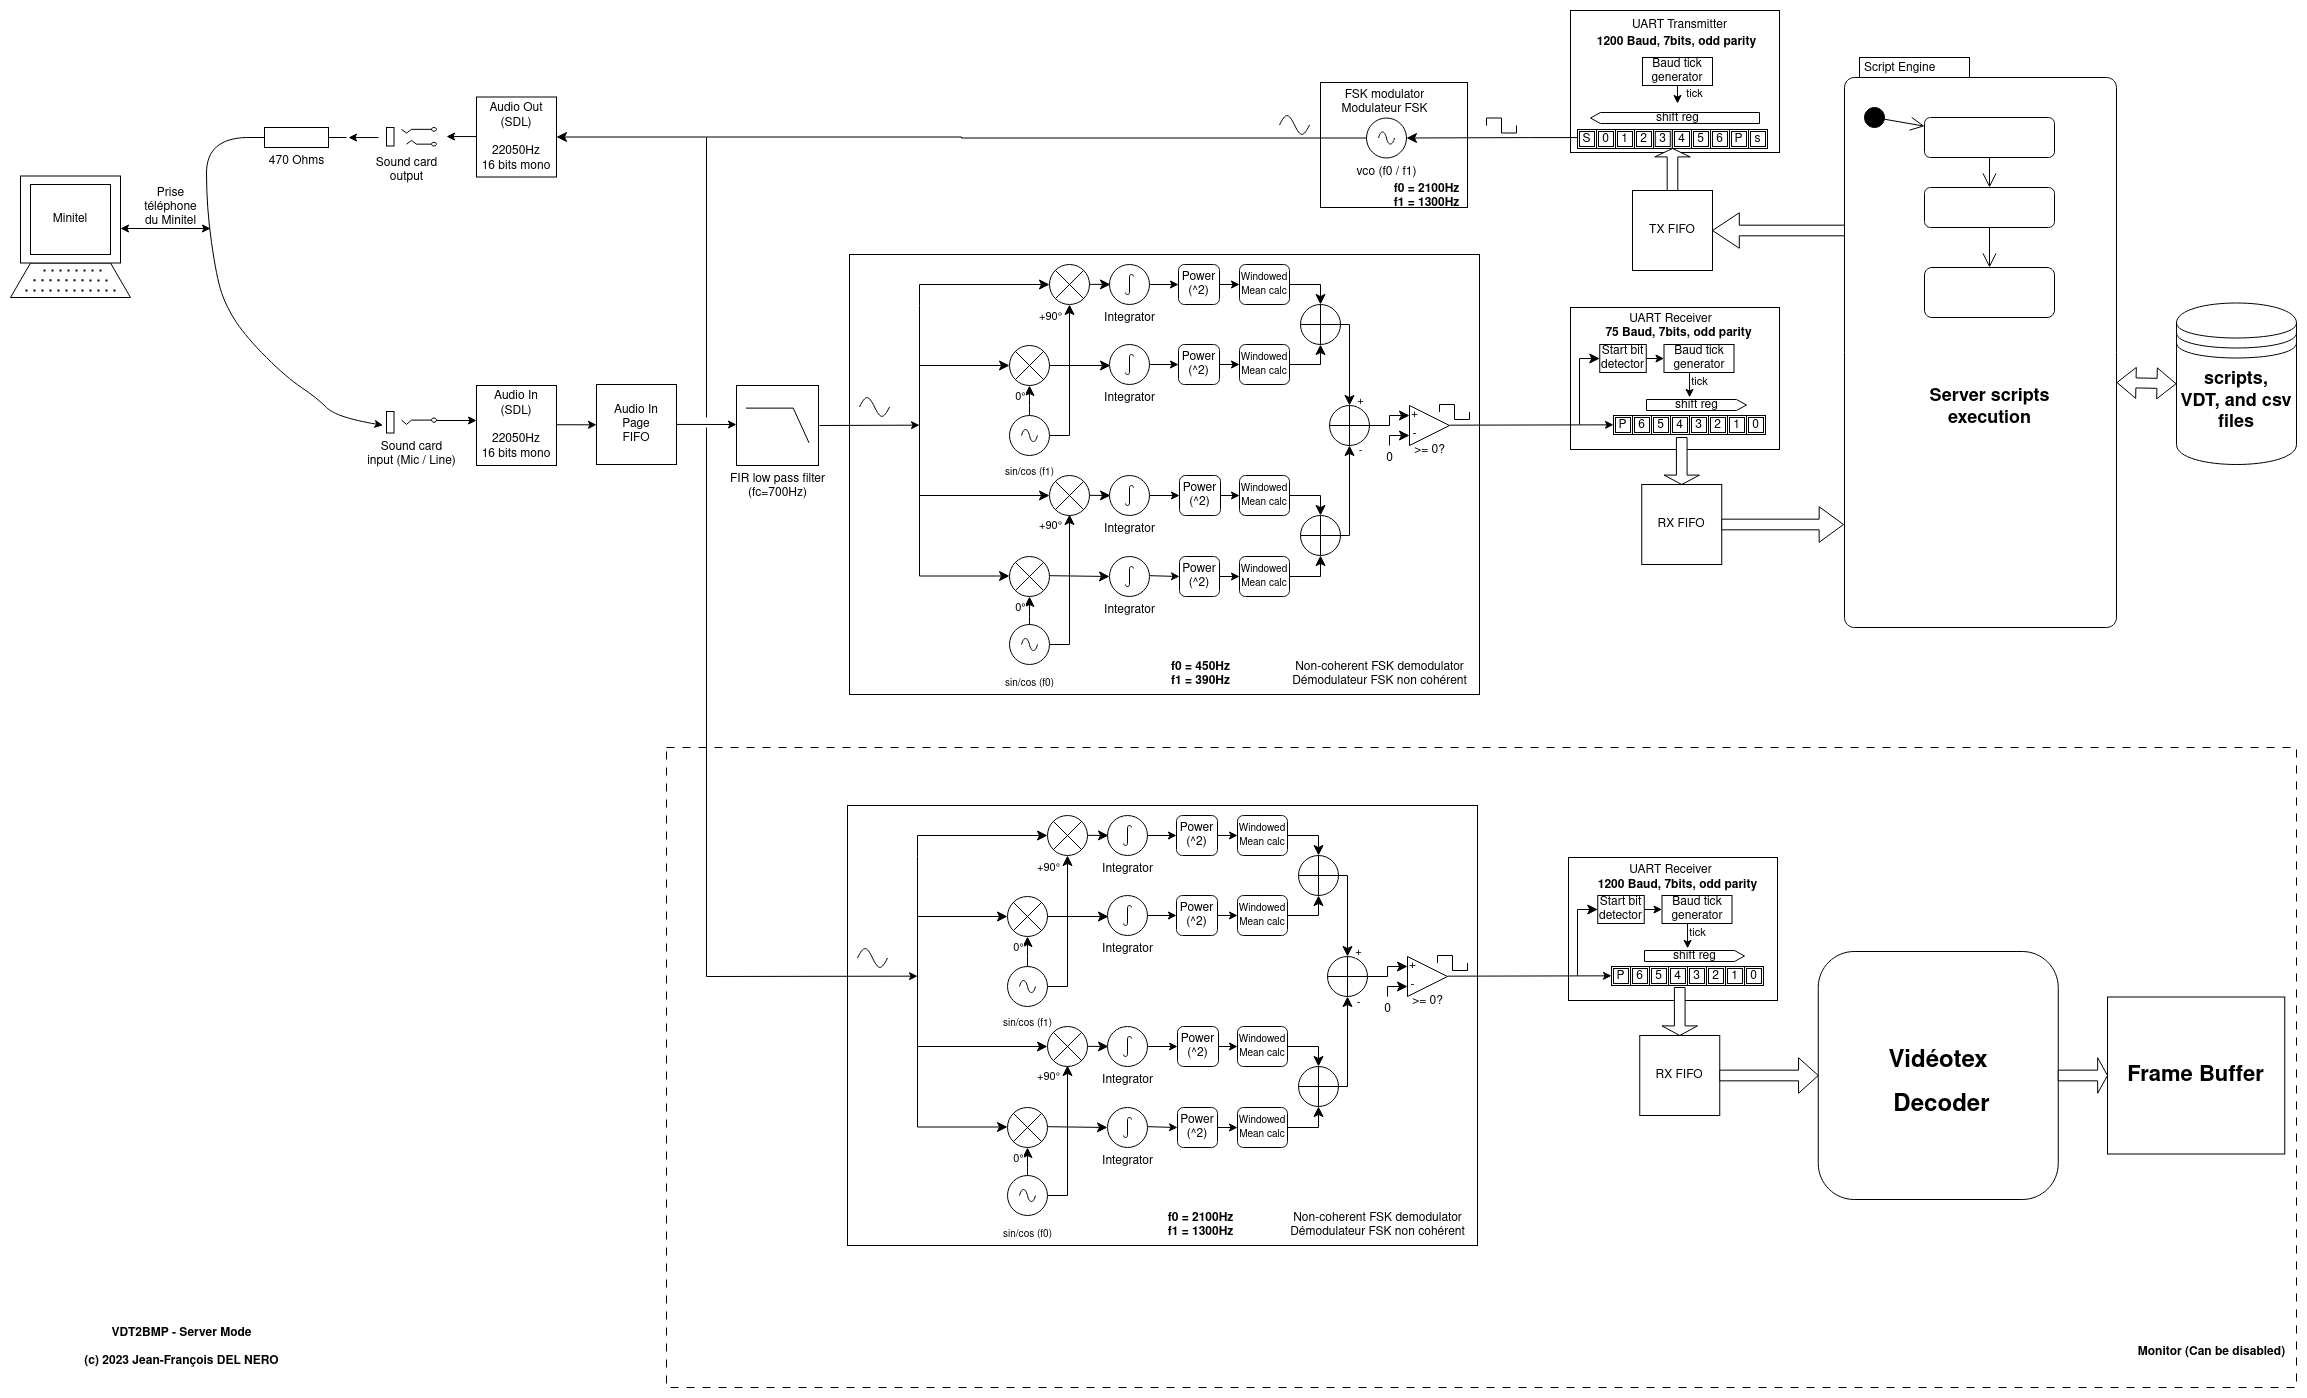 UART Transmitter
1200 Baud, 7bits, odd parity
Baud tick
generator
tick
shift reg
S 0 1 2 3 4 5 6 P s
Script Engine
FSK modulator
Modulateur FSK
vco (f0 / f1)
f0 = 2100Hz
f1 = 1300Hz
Audio Out
(SDL)
22050Hz
16 bits mono
470 Ohms
Sound card
output
Prise
téléphone
du Minitel
Minitel
TX FIFO
Power
(^2)
Windowed
Mean calc
+90°
Integrator
Power
(^2)
Windowed
Mean calc
0°
Integrator
sin/cos (f1)
Power
(^2)
Windowed
Mean calc
+90°
Integrator
Power
(^2)
Windowed
Mean calc
0°
Integrator
sin/cos (f0)
+
-
+
-
0
>= 0?
f0 = 450Hz
f1 = 390Hz
Non-coherent FSK demodulator
Démodulateur FSK non cohérent
UART Receiver
75 Baud, 7bits, odd parity
Start bit
detector
Baud tick
generator
tick
shift reg
P 6 5 4 3 2 1 0
RX FIFO
Server scripts
execution
scripts,
VDT, and csv
files
Audio In
(SDL)
22050Hz
16 bits mono
Audio In
Page
FIFO
Sound card
input (Mic / Line)
FIR low pass filter
(fc=700Hz)
Power
(^2)
Windowed
Mean calc
+90°
Integrator
Power
(^2)
Windowed
Mean calc
0°
Integrator
sin/cos (f1)
Power
(^2)
Windowed
Mean calc
+90°
Integrator
Power
(^2)
Windowed
Mean calc
0°
Integrator
sin/cos (f0)
+
-
+
-
0
>= 0?
f0 = 2100Hz
f1 = 1300Hz
Non-coherent FSK demodulator
Démodulateur FSK non cohérent
UART Receiver
1200 Baud, 7bits, odd parity
Start bit
detector
Baud tick
generator
tick
shift reg
P 6 5 4 3 2 1 0
RX FIFO
Vidéotex
Decoder
Frame Buffer
VDT2BMP - Server Mode
(c) 2023 Jean-François DEL NERO
Monitor (Can be disabled)